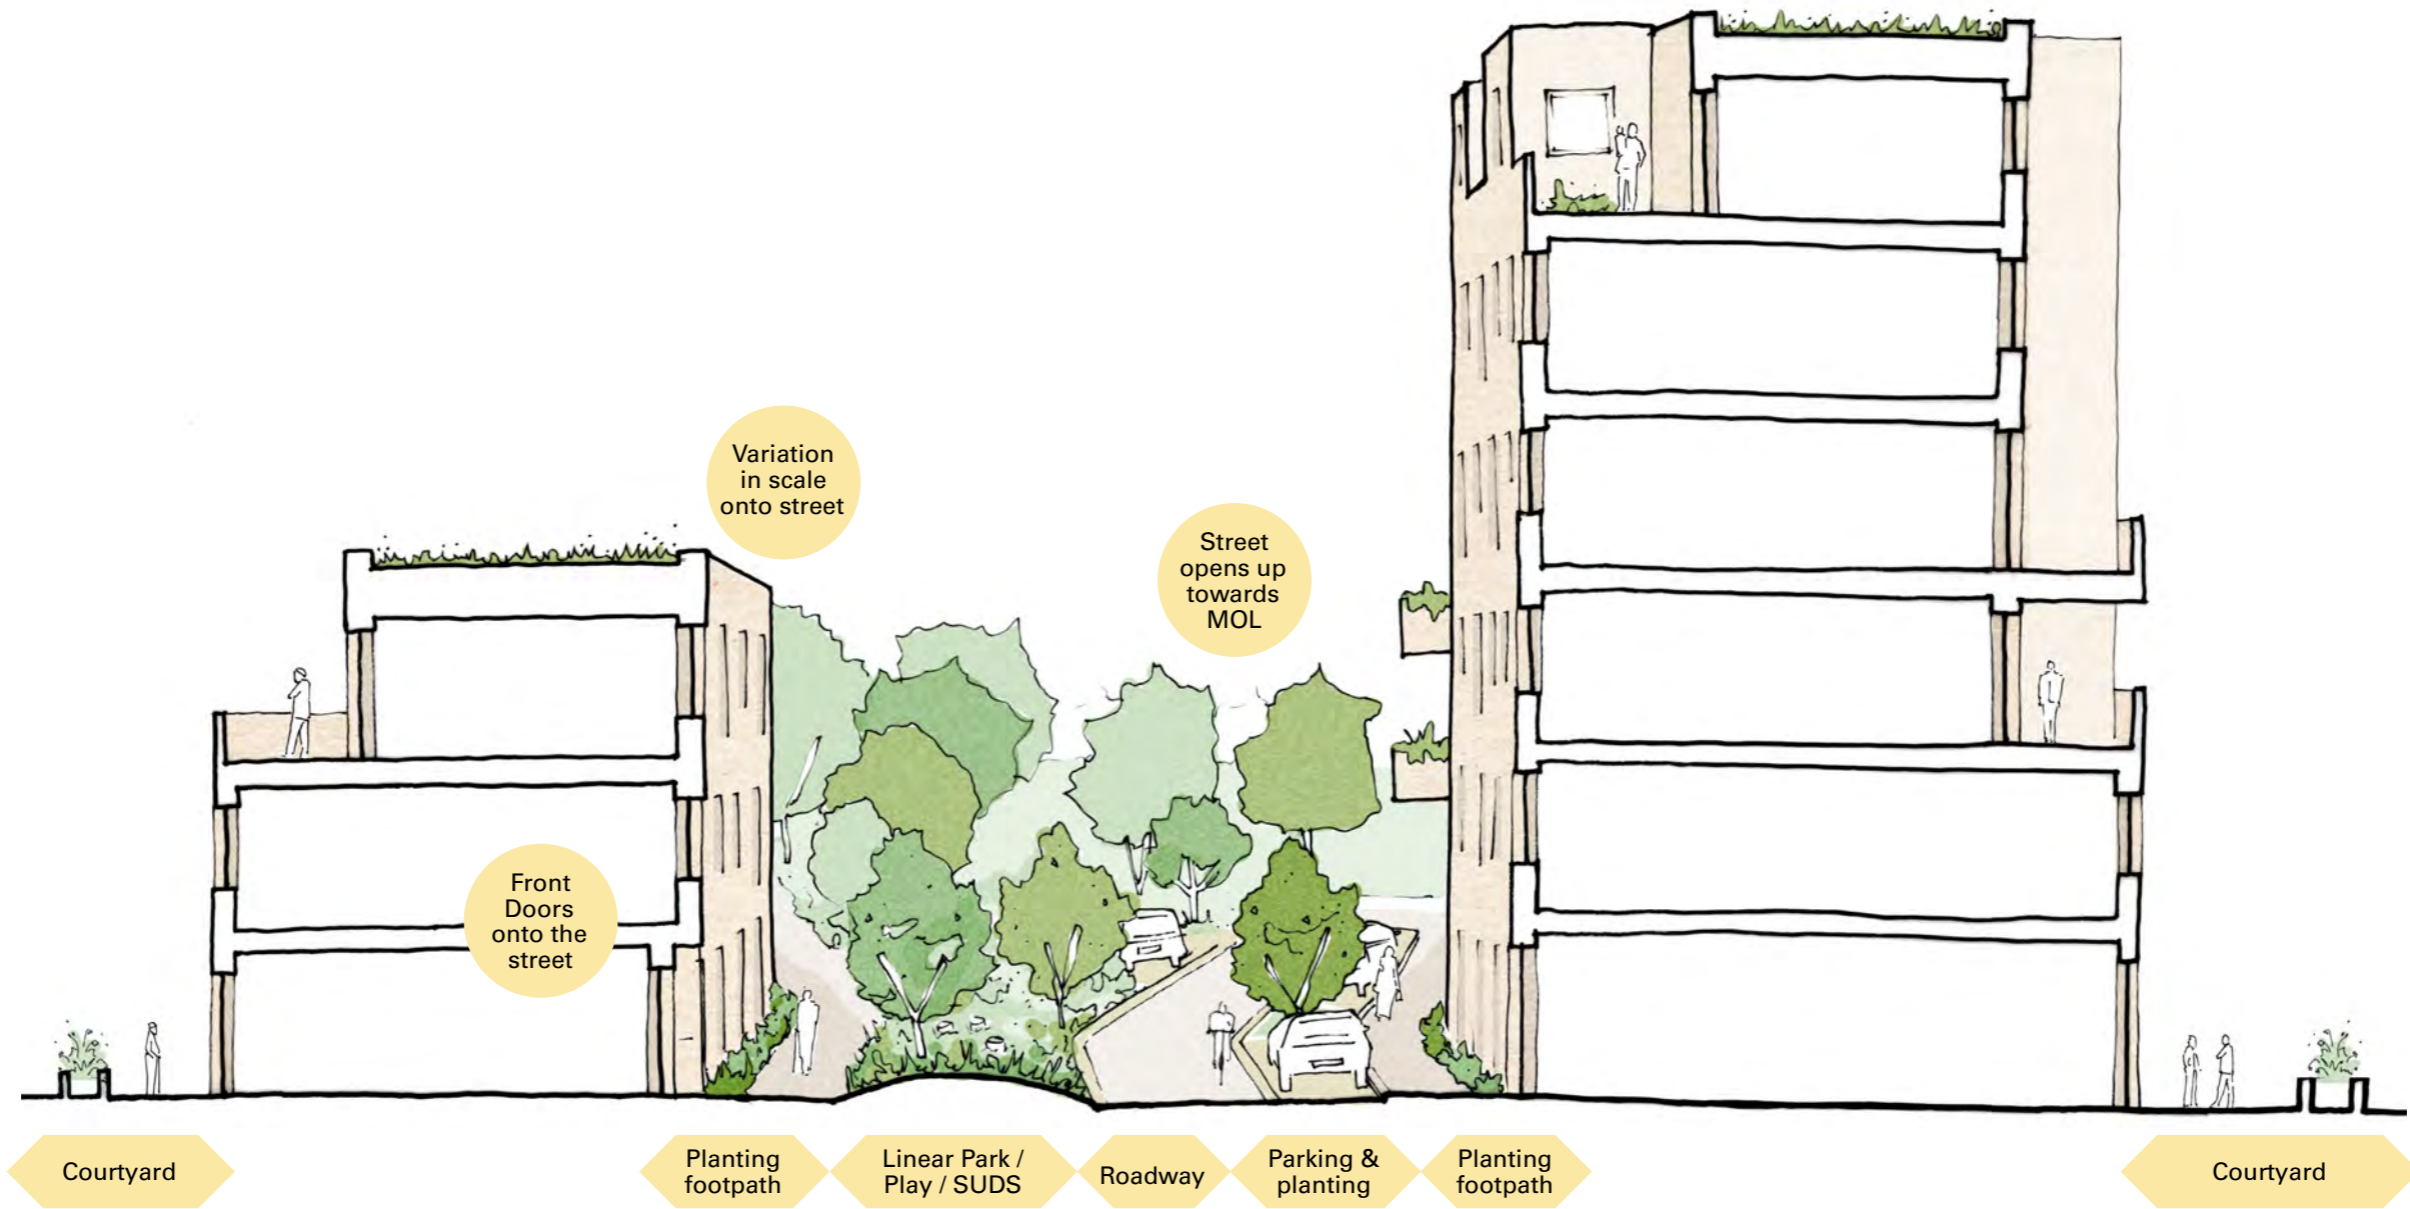 Variation
in scale
onto street
Street
opens up
towards
MOL
Front
Doors
onto the
street
Courtyard
Planting
footpath
Linear Park /
Play / SUDS
Roadway
Parking &
planting
Planting
footpath
Courtyard